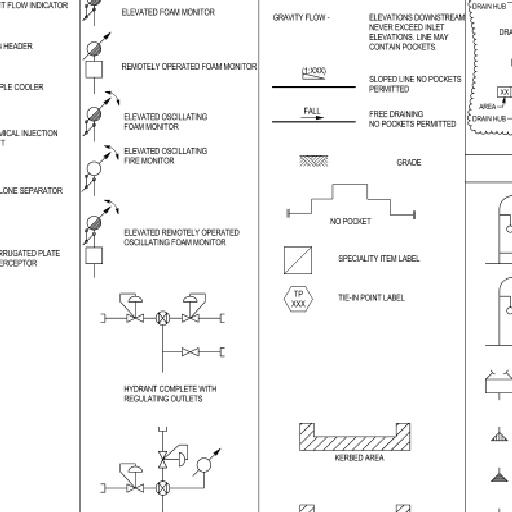 T FLOW INDICATOR
HEADER
PLE COOLER
MICAL INJECTION
T
LONE SEPARATOR
RRUGATED PLATE
ERCEPTOR
ELEVATED FOAM MONITOR
REMOTELY OPERATED FOAM MONITOR
ELEVATED OSCILLATING
FOAM MONITOR
ELEVATED OSCILLATING
FIRE MONITOR
ELEVATED REMOTELY OPERATED
OSCILLATING FOAM MONITOR
HYDRANT COMPLETE WITH
REGULATING OUTLETS
GRAVITY FLOW -
ELEVATIONS DOWNSTREAM
NEVER EXCEED INLET
ELEVATIONS. LINE MAY
CONTAIN POCKETS.
(1:XXX)
SLOPED LINE NO POCKETS
PERMITTED
FALL
FREE DRAINING
NO POCKETS PERMITTED
GRADE
NO POCKET
SPECIALITY ITEM LABEL
TP
XXX
TIE-IN POINT LABEL
KERBED AREA
DRAIN HUB
DRA
XX
AREA
DRAIN HUB